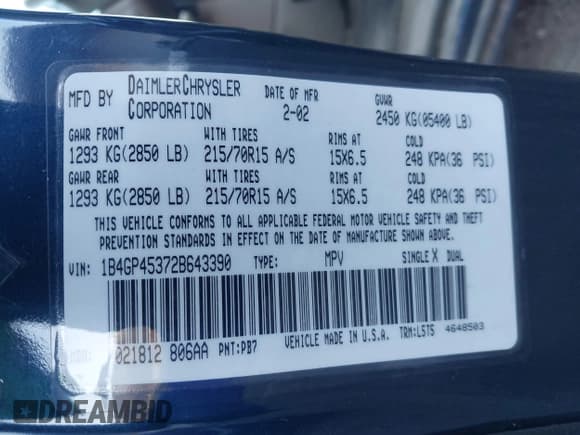 MFD BY DAIMLERCHRYSLER CORPORATION DATE OF MFR 2-02 GVWR 2450 KG(05400 LB)
GAWR FRONT WITH TIRES RIMS AT COLD
1293 KG(2850 LB) 215/70R15 A/S 15X6.5 248 KPA(36 PSI)
GAWR REAR WITH TIRES RIMS AT COLD
1293 KG(2850 LB) 215/70R15 A/S 15X6.5 248 KPA(36 PSI)
THIS VEHICLE CONFORMS TO ALL APPLICABLE FEDERAL MOTOR VEHICLE SAFETY AND THEFT
PREVENTION STANDARDS IN EFFECT ON THE DATE OF MANUFACTURE SHOWN ABOVE.
VIN: 1B4GP45372B643390 TYPE: MPV SINGLE X DUAL
021812 806AA PNT:PB7 VEHICLE MADE IN U.S.A. TRM:L5T5 4648503
DREAMBID